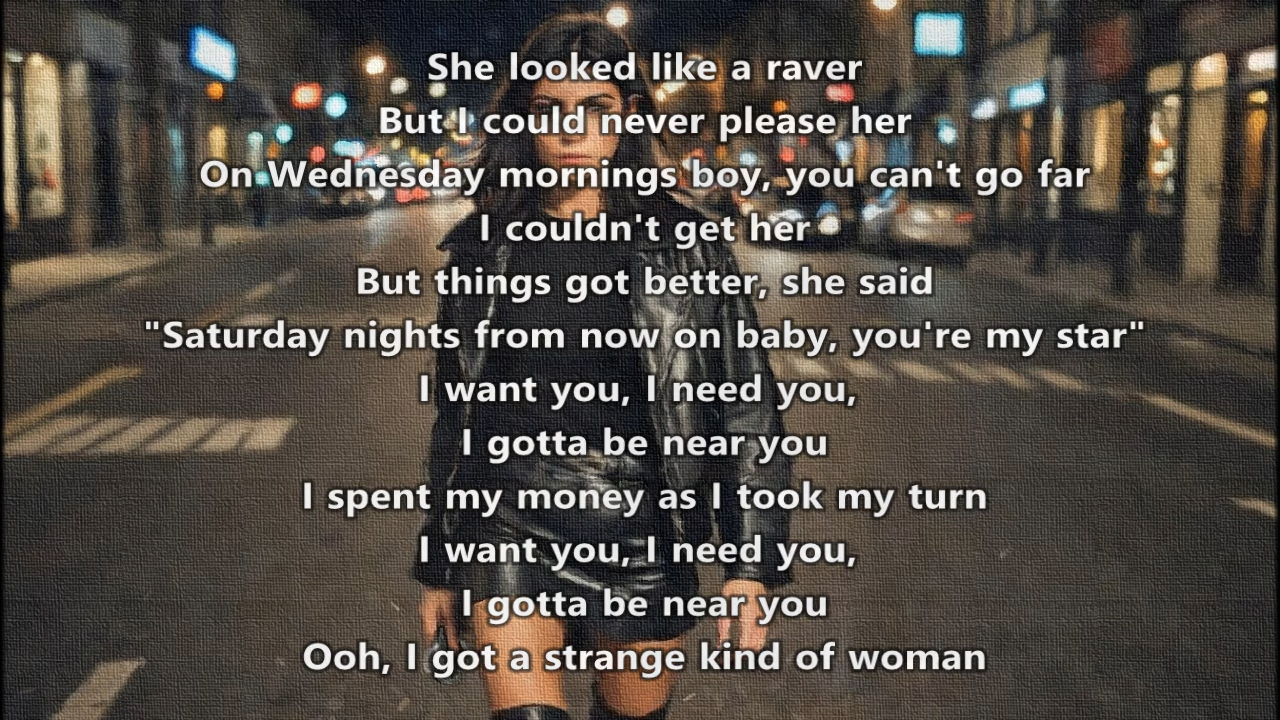 She looked like a raver
But I could never please her
On Wednesday mornings boy, you can't go far
I couldn't get her
But things got better, she said
"Saturday nights from now on baby, you're my star"
I want you, I need you,
I gotta be near you
I spent my money as I took my turn
I want you, I need you,
I gotta be near you
Ooh, I got a strange kind of woman